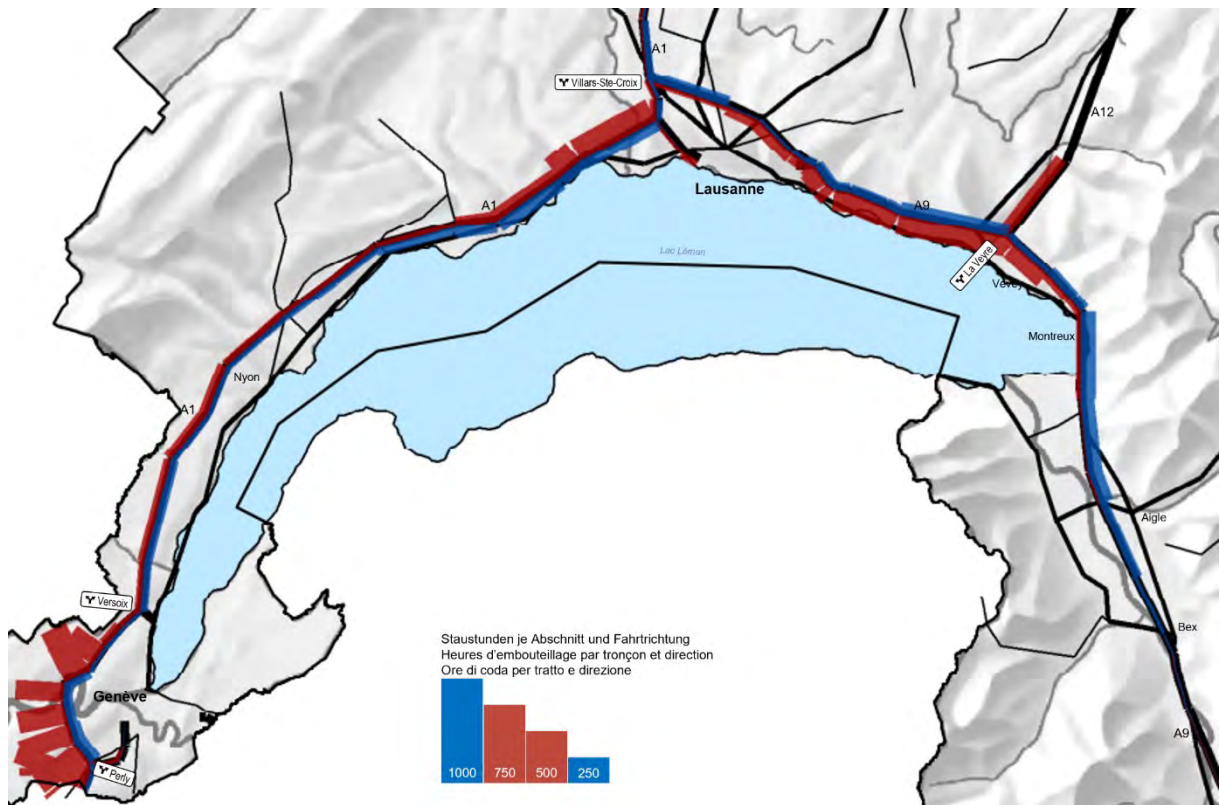 A1
Villars-Ste-Croix
A12
Lausanne
A1
A9
Lac Léman
La Veyre
Vevey
Montreux
Nyon
A1
Aigle
Versoix
Bex
Staustunden je Abschnitt und Fahrtrichtung
Heures d'embouteillage par tronçon et direction
Ore di coda per tratto e direzione
Genève
A9
1000 750 500 250
Perly